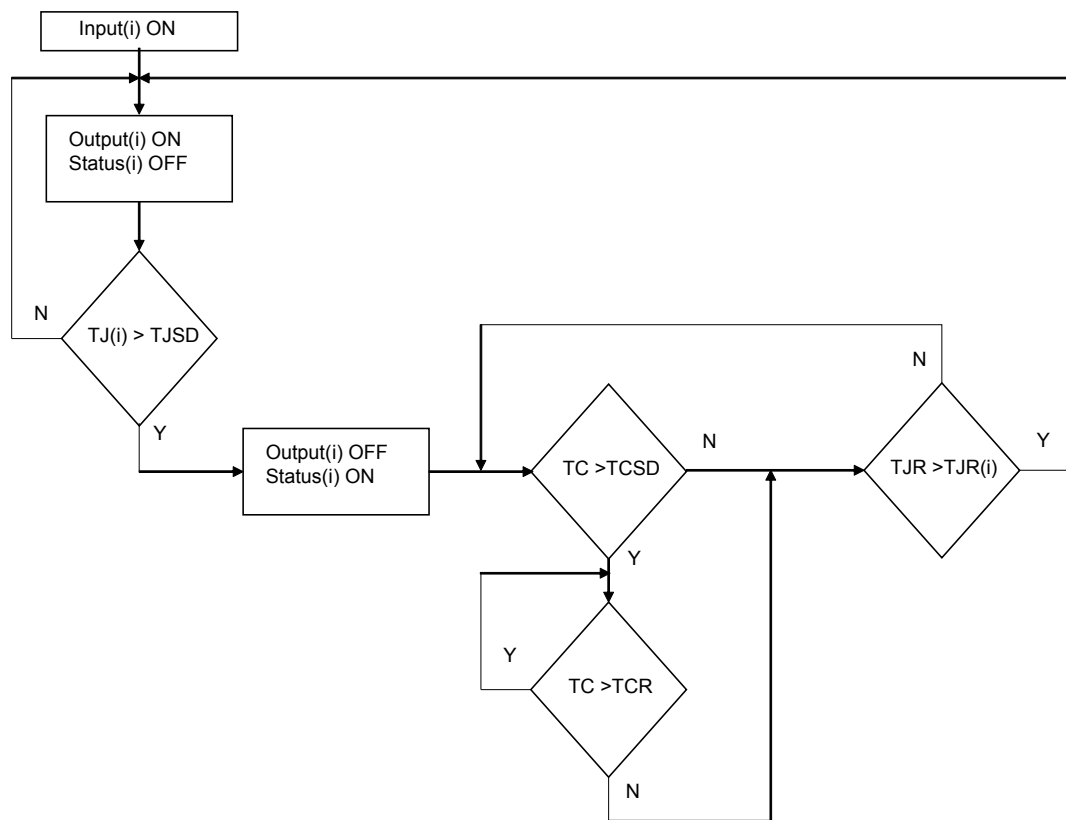 Input(i) ON
Output(i) ON
Status(i) OFF
N
TJ(i) > TJSD
Y
Output(i) OFF
Status(i) ON
TC >TCSD
N
Y
TC >TCR
Y
N
N
TJR >TJR(i)
Y